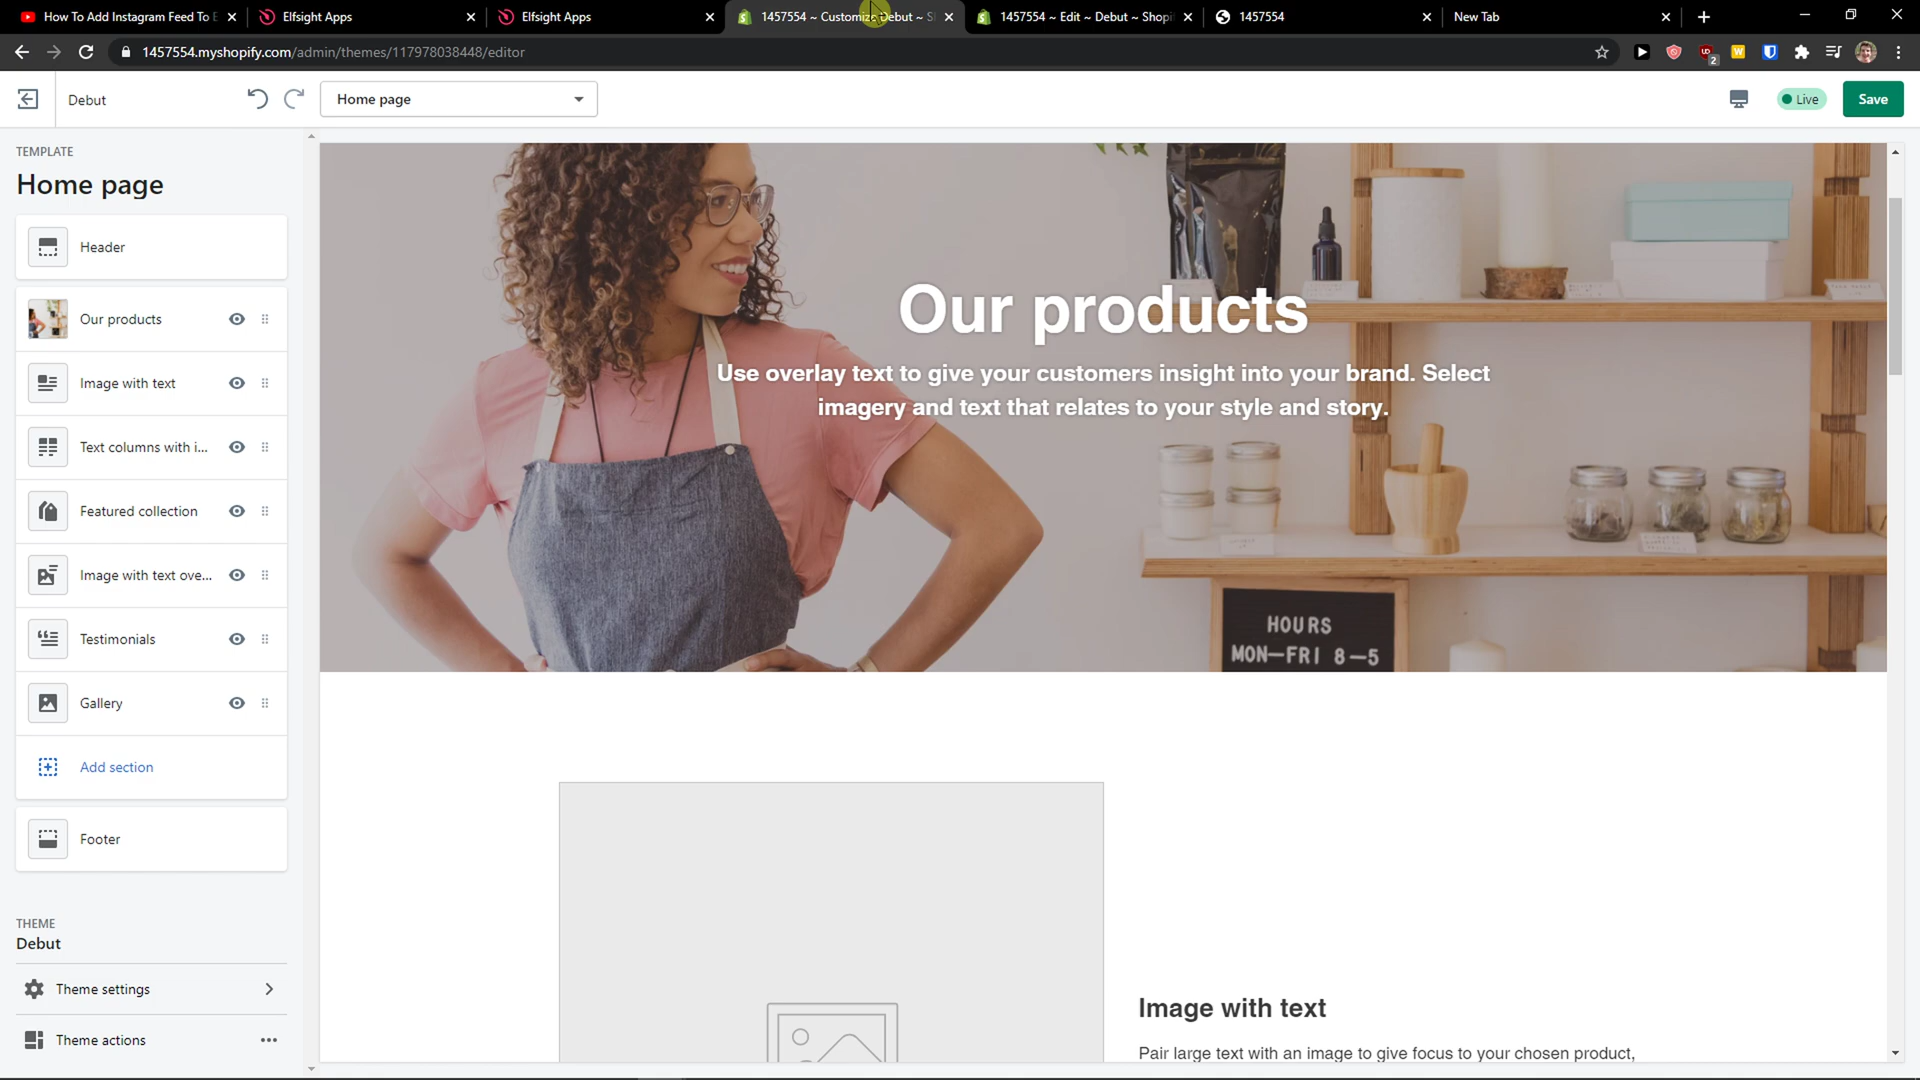 How To Add Instagram Feed To E
Elfsight Apps
Elfsight Apps
1457554 ~ Customize Debut ~ S
1457554 ~ Edit ~ Debut ~ Shopi
1457554
New Tab
1457554.myshopify.com/admin/themes/117978038448/editor
2
Debut
Home page
Live
Save
TEMPLATE
Home page
Header
Our products
Image with text
Text columns with i...
Featured collection
Image with text ove...
Testimonials
Gallery
Add section
Footer
THEME
Debut
Theme settings
Theme actions
Our products
Use overlay text to give your customers insight into your brand. Select
imagery and text that relates to your style and story.
HOURS
MON-FRI 8-5
Image with text
Pair large text with an image to give focus to your chosen product,